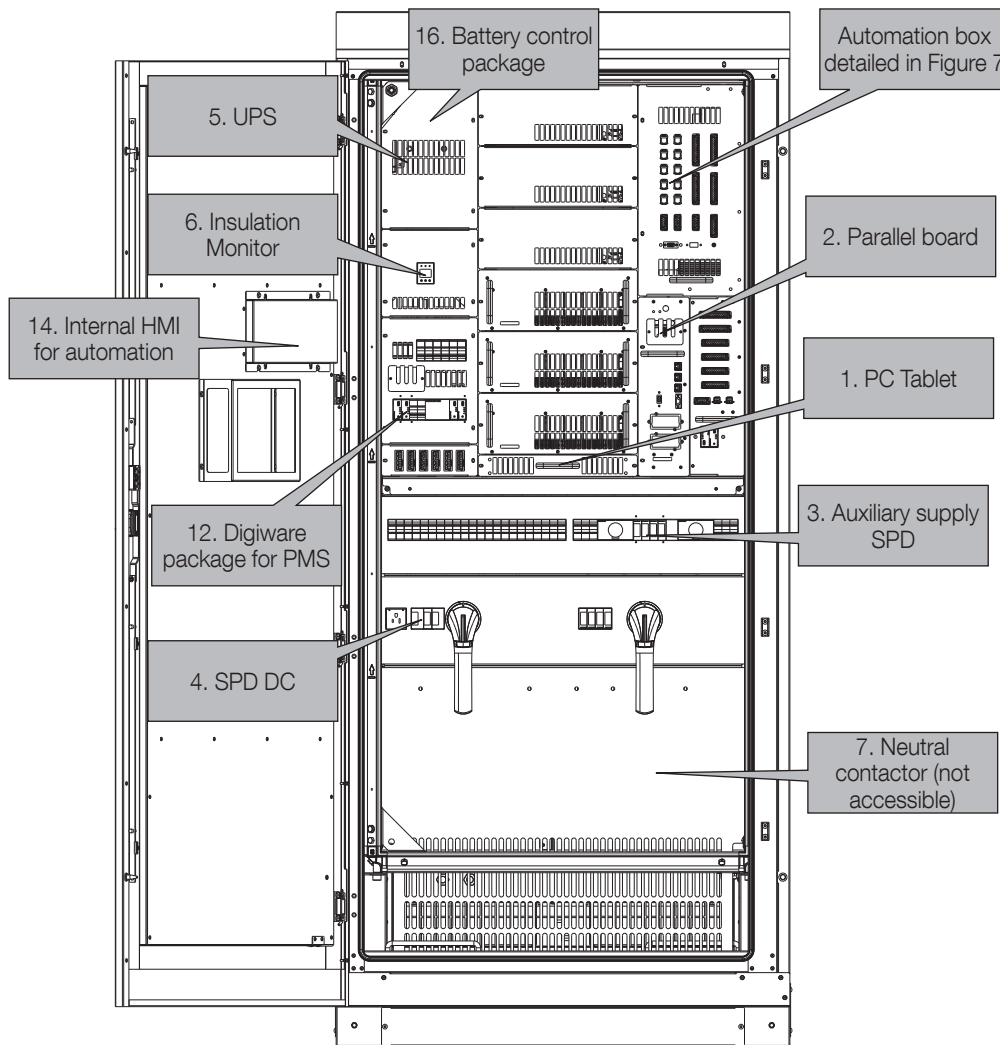 16. Battery control
package
Automation box
detailed in Figure 7
5. UPS
6. Insulation
Monitor
2. Parallel board
14. Internal HMI
for automation
1. PC Tablet
12. Digiware
package for PMS
3. Auxiliary supply
SPD
4. SPD DC
7. Neutral
contactor (not
accessible)